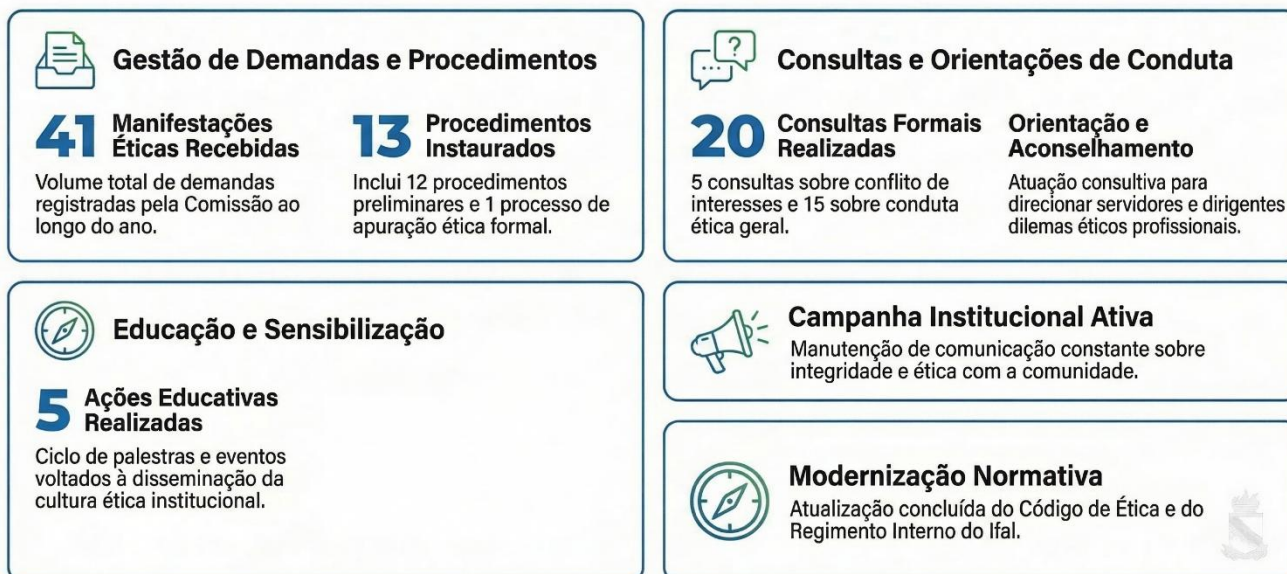 Gestão de Demandas e Procedimentos
41 Manifestações
Éticas Recebidas
Volume total de demandas
registradas pela Comissão ao
longo do ano.
13 Procedimentos
Instaurados
Inclui 12 procedimentos
preliminares e 1 processo de
apuração ética formal.
Consultas e Orientações de Conduta
20 Consultas Formais
Realizadas
5 consultas sobre conflito de
interesses e 15 sobre conduta
ética geral.
Orientação e
Aconselhamento
Atuação consultiva para
direcionar servidores e dirigentes
dilemas éticos profissionais.
Educação e Sensibilização
5 Ações Educativas
Realizadas
Ciclo de palestras e eventos
voltados à disseminação da
cultura ética institucional.
Campanha Institucional Ativa
Manutenção de comunicação constante sobre
integridade e ética com a comunidade.
Modernização Normativa
Atualização concluída do Código de Ética e do
Regimento Interno do Ifal.